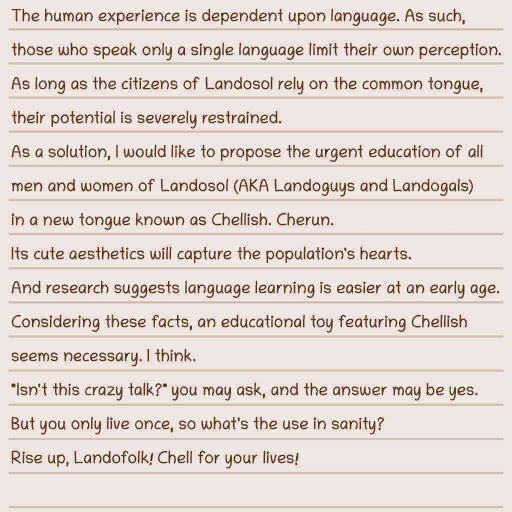 The human experience is dependent upon language. As such,
those who speak only a single language limit their own perception.
As long as the citizens of Landosol rely on the common tongue,
their potential is severely restrained.
As a solution, I would like to propose the urgent education of all
men and women of Landosol (AKA Landoguys and Landogals)
in a new tongue known as Chellish. Cherun.
Its cute aesthetics will capture the population's hearts.
And research suggests language learning is easier at an early age.
Considering these facts, an educational toy featuring Chellish
seems necessary. I think.
"Isn't this crazy talk?" you may ask, and the answer may be yes.
But you only live once, so what's the use in sanity?
Rise up, Landofolk! Chell for your lives!